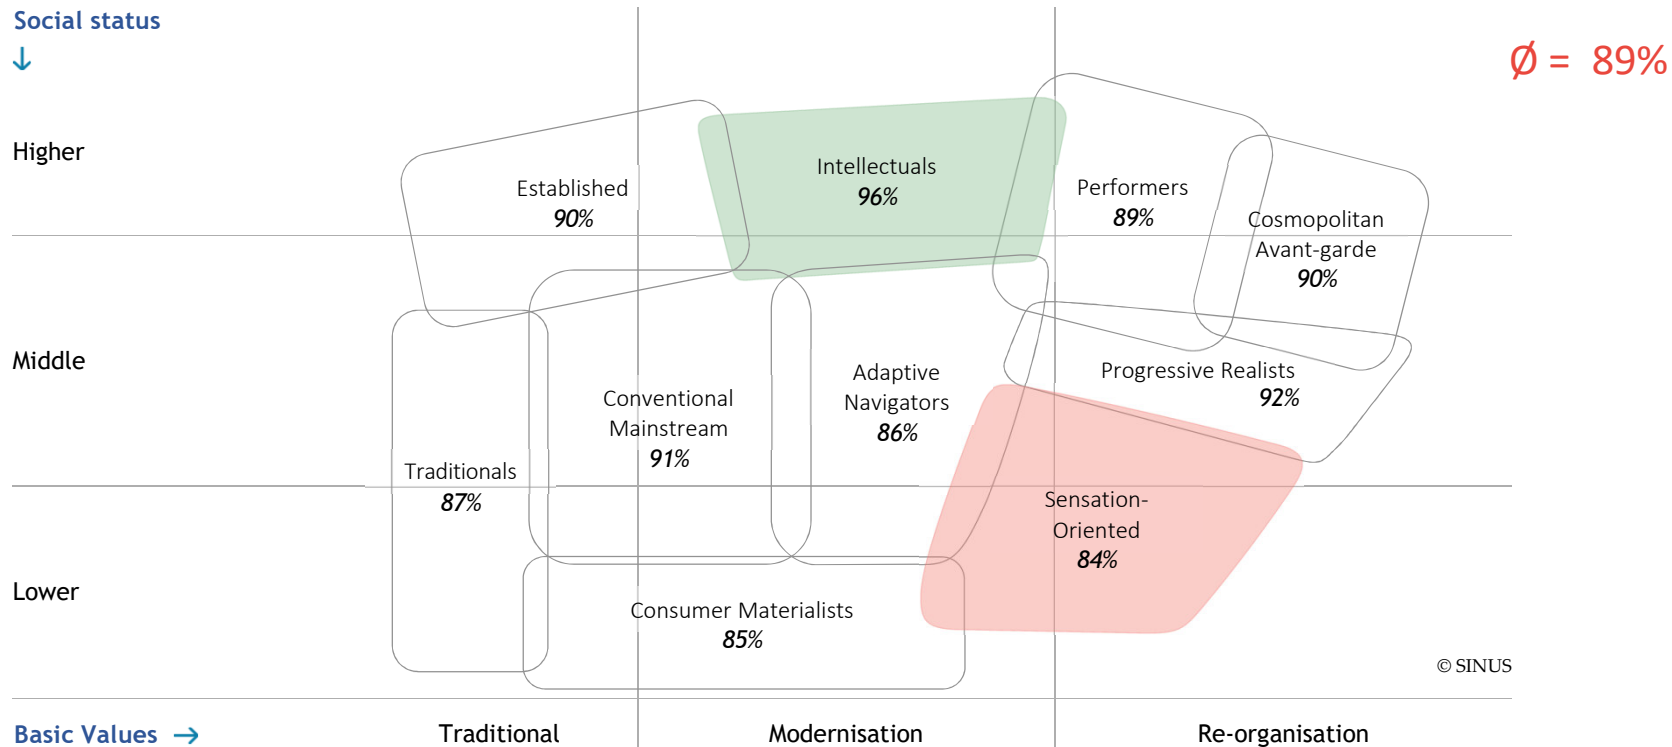 Social status
↓
Ø = 89%
Higher
Established
90%
Intellectuals
96%
Performers
89%
Cosmopolitan
Avant-garde
90%
Middle
Progressive Realists
92%
Adaptive
Navigators
86%
Conventional
Mainstream
91%
Traditionals
87%
Sensation-
Oriented
84%
Lower
Consumer Materialists
85%
© SINUS
Basic Values →
Traditional
Modernisation
Re-organisation